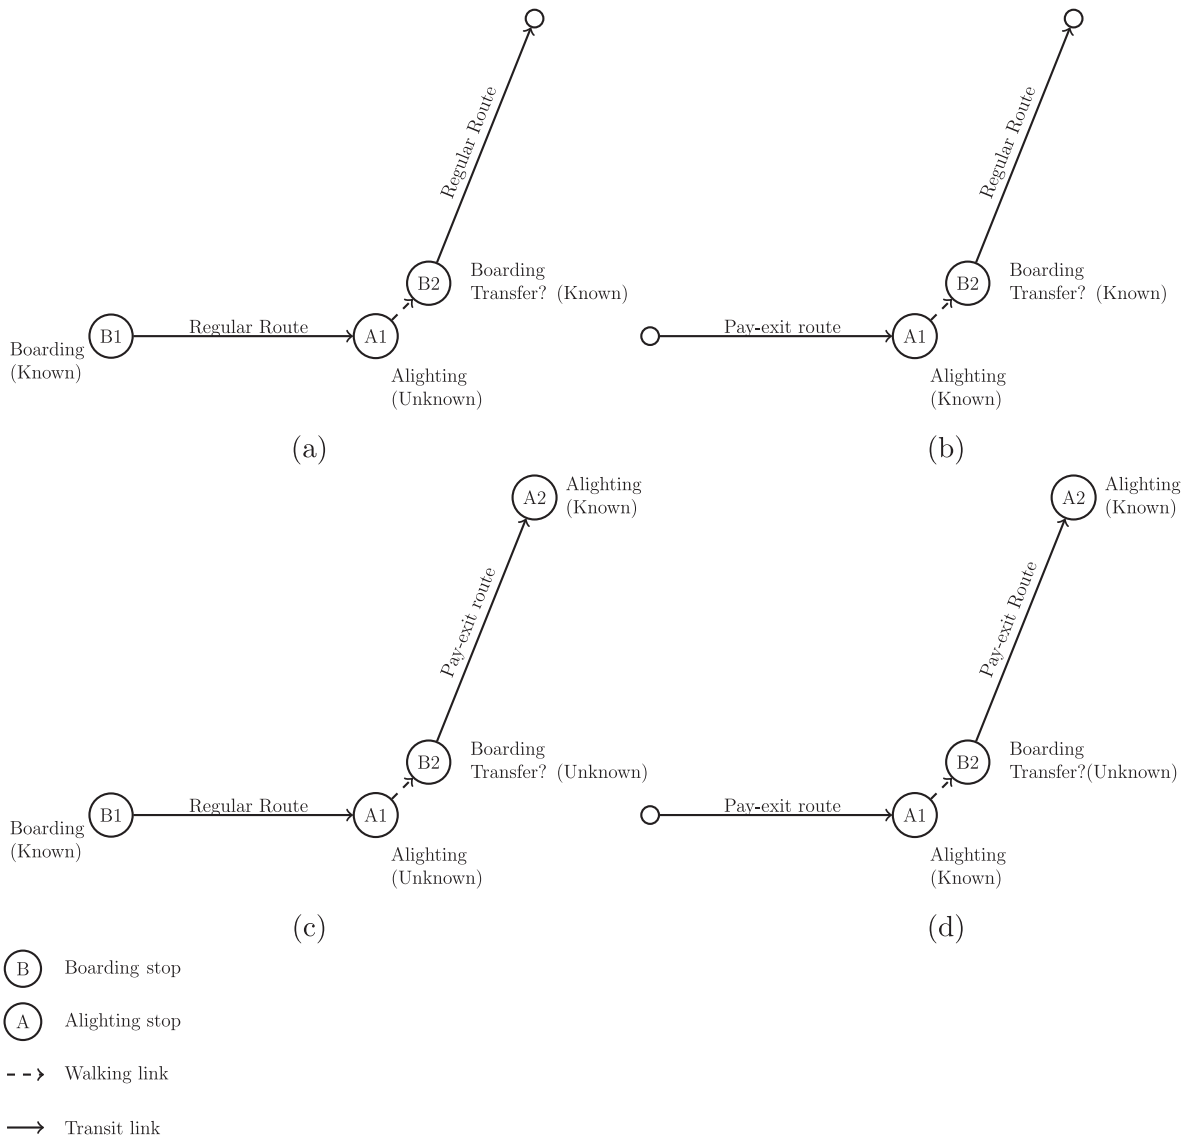 Regular Route
B2
Boarding
Transfer? (Known)
B1
Regular Route
A1
Boarding
(Known)
Alighting
(Unknown)
(a)
Regular Route
B2
Boarding
Transfer? (Known)
Pay-exit route
A1
Alighting
(Known)
(b)
A2
Alighting
(Known)
Pay-exit route
B2
Boarding
Transfer? (Unknown)
B1
Regular Route
A1
Boarding
(Known)
Alighting
(Unknown)
(c)
A2
Alighting
(Known)
Pay-exit Route
B2
Boarding
Transfer?(Unknown)
Pay-exit route
A1
Alighting
(Known)
(d)
B Boarding stop
A Alighting stop
Walking link
Transit link